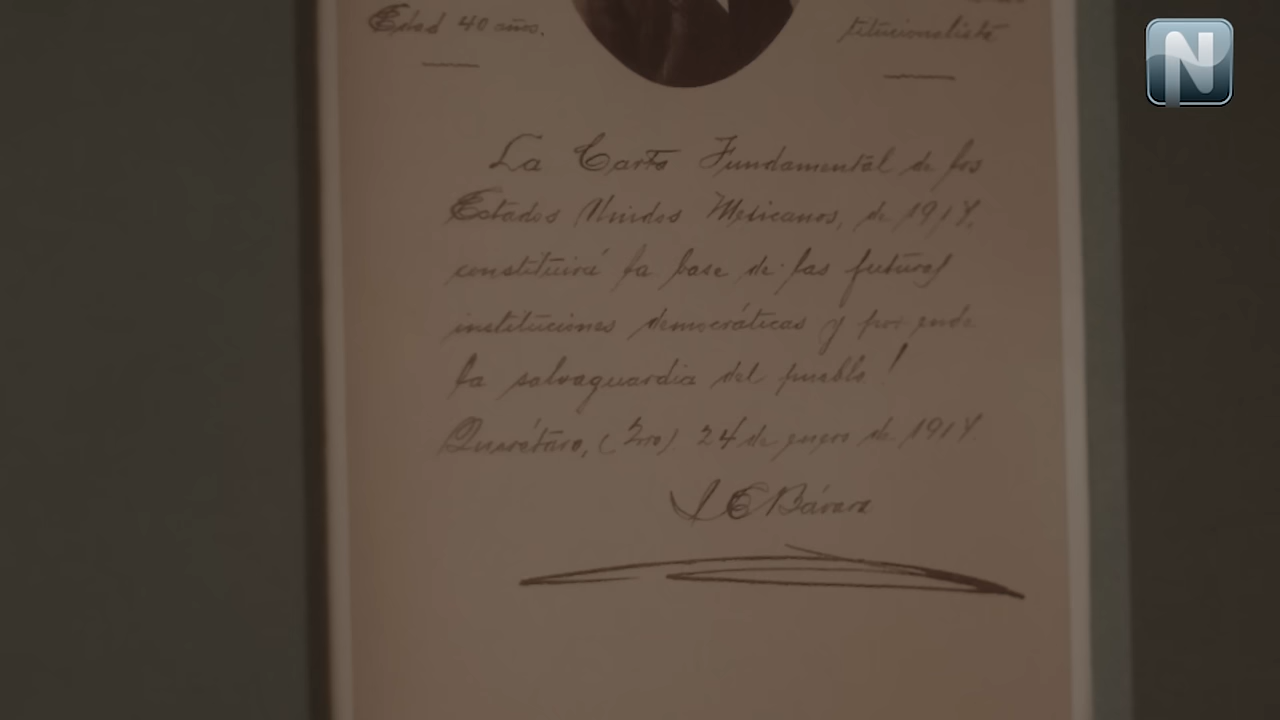 Edad 40 años.
titucionalista
La Carta Fundamental de los
Estados Unidos Mexicanos, de 1917,
constituirá la base de las futuras
instituciones democráticas y por ende
la salvaguardia del pueblo!
Querétaro, (Qro) 24 de enero de 1917.
N